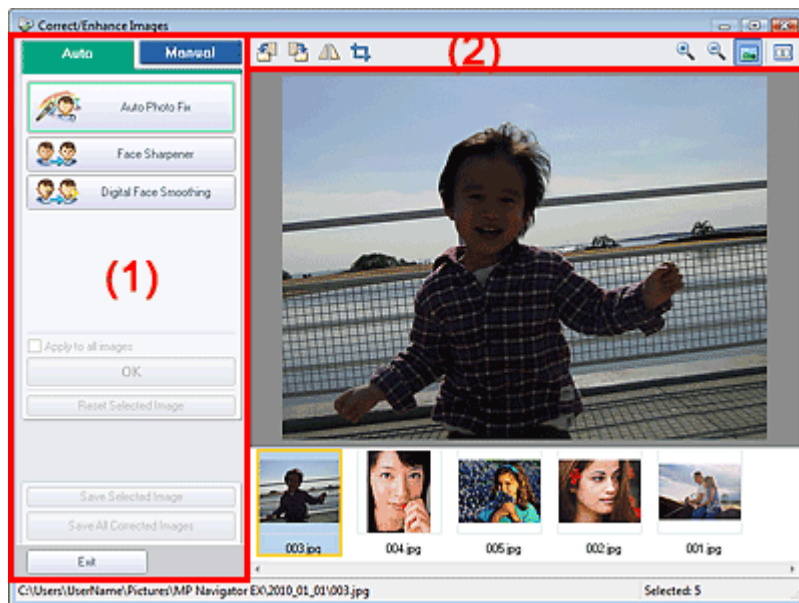 Correct/Enhance Images
Auto
Manual
(2)
Auto Photo Fix
Face Sharpener
Digital Face Smoothing
(1)
Apply to all images
OK
Reset Selected Image
Save Selected Image
Save All Corrected Images
Exit
003.jpg
004.jpg
005.jpg
002.jpg
001.jpg
C:\Users\UserName\Pictures\MP Navigator EX\2010_01_01\003.jpg
Selected: 5